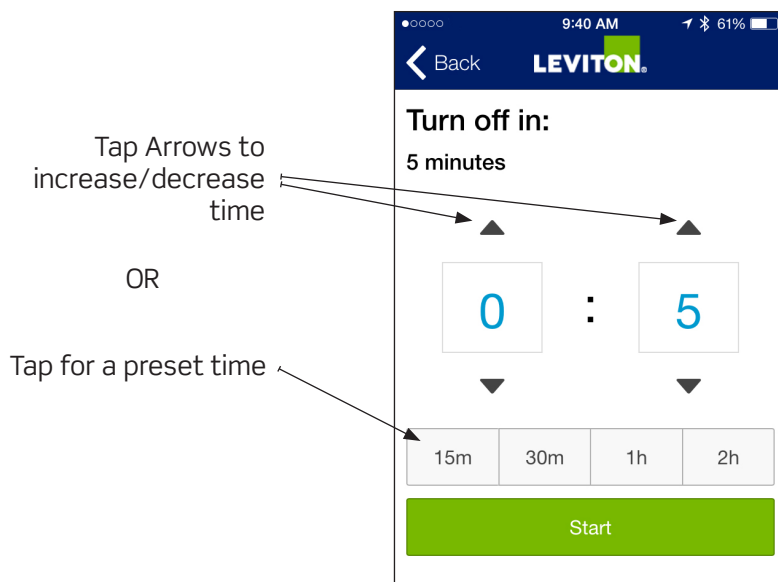 9:40 AM
61%
Back
LEVITON.
Turn off in:
5 minutes
Tap Arrows to
increase/decrease
time
OR
0 : 5
Tap for a preset time
15m 30m 1h 2h
Start